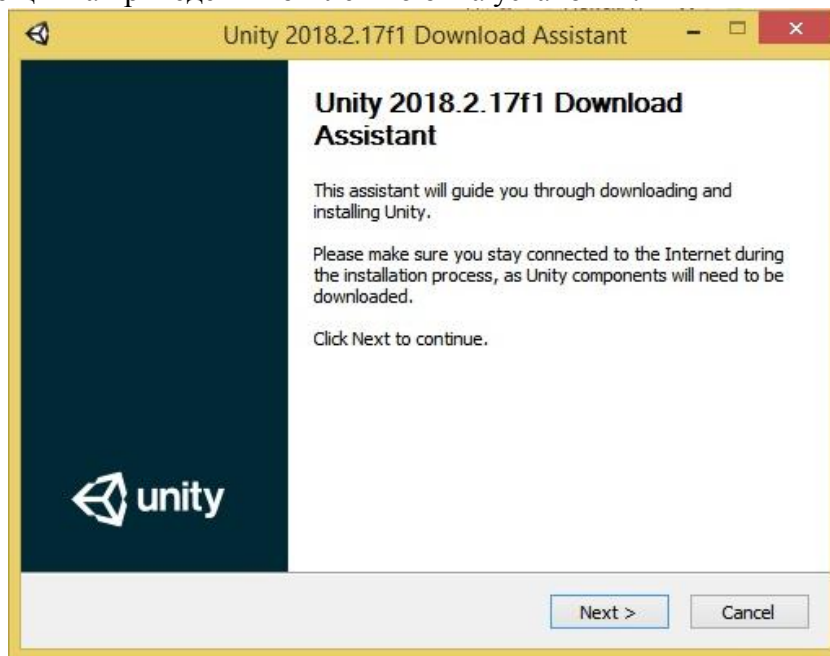 Unity 2018.2.17f1 Download Assistant
Unity 2018.2.17f1 Download
Assistant
This assistant will guide you through downloading and
installing Unity.
Please make sure you stay connected to the Internet during
the installation process, as Unity components will need to be
downloaded.
Click Next to continue.
unity
Next >
Cancel